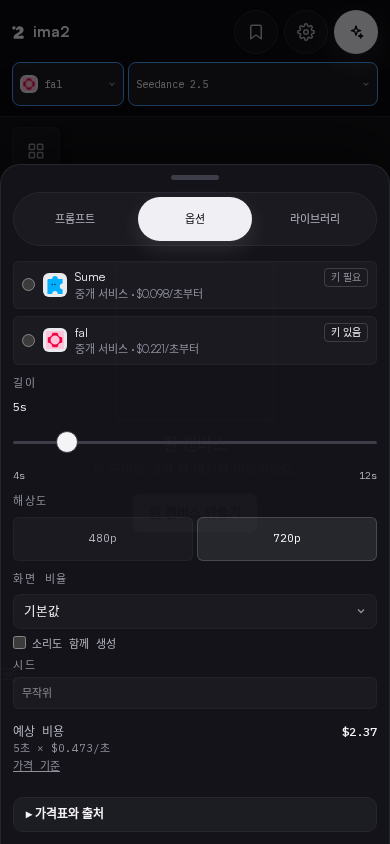 ima2
fal
Seedance 2.5
프롬프트
옵션
라이브러리
Sume
중개 서비스 · $0.098/초부터
키 필요
fal
중개 서비스 · $0.221/초부터
키 있음
길이
5s
4s
12s
해상도
480p
720p
화면 비율
기본값
소리도 함께 생성
시드
무작위
예상 비용
$2.37
5초 × $0.473/초
가격 기준
▸ 가격표와 출처